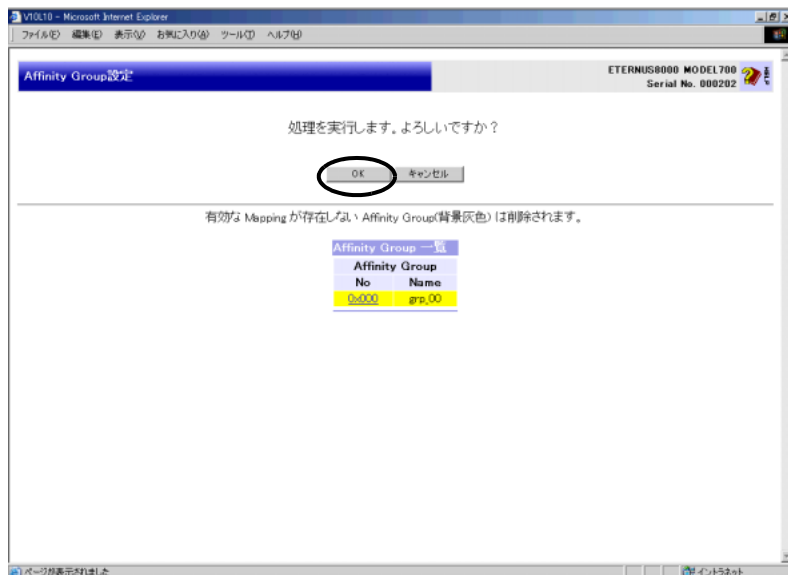 V10L10 - Microsoft Internet Explorer
ファイル(F) 編集(E) 表示(V) お気に入り(A) ツール(T) ヘルプ(H)
Affinity Group設定
ETERNUS8000 MODEL700
Serial No. 000202
HELP
処理を実行します。よろしいですか?
OK キャンセル
有効な Mapping が存在しない Affinity Group(背景灰色) は削除されます。
Affinity Group 一覧
Affinity Group
No Name
0x000 grp_00
ページが表示されました
イントラネット